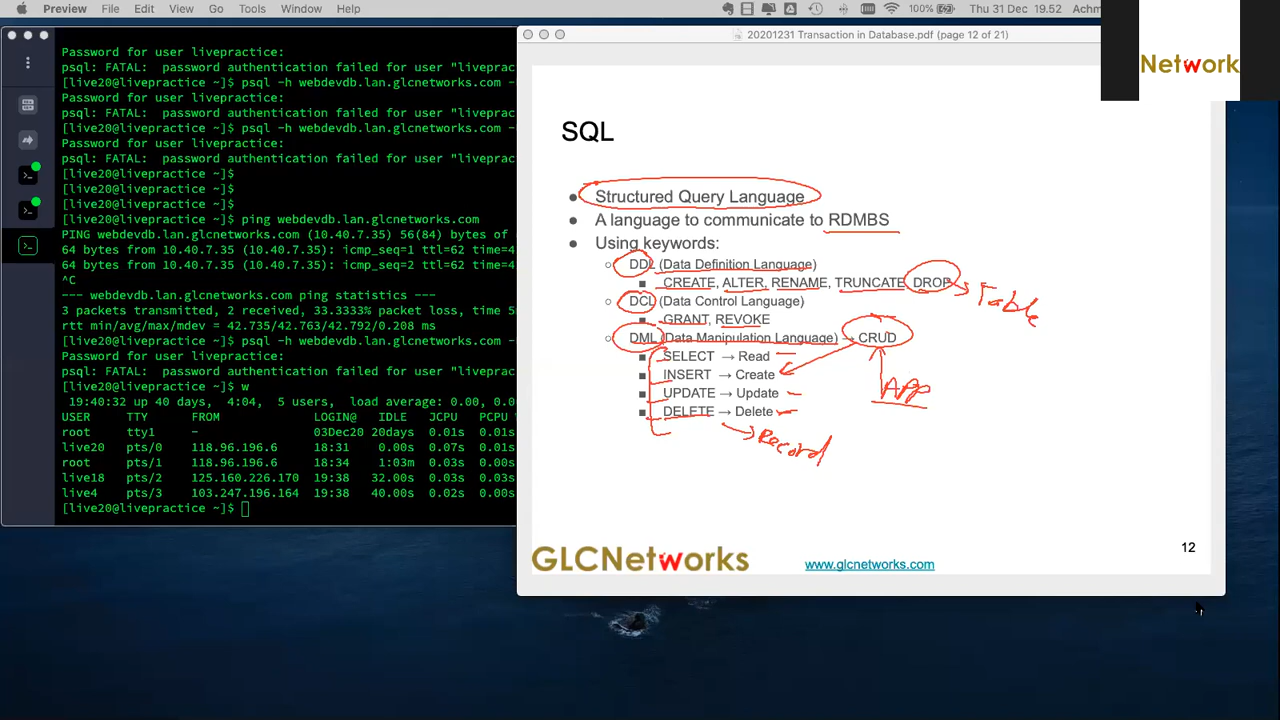 Preview File Edit View Go Tools Window Help 100% Thu 31 Dec 19.52 Achm
Password for user livepractice:
psql: FATAL: password authentication failed for user "liveprac
[live20@livepractice ~]$ psql -h webdevdb.lan.glcnetworks.com -
Password for user livepractice:
psql: FATAL: password authentication failed for user "liveprac
[live20@livepractice ~]$ psql -h webdevdb.lan.glcnetworks.com -
Password for user livepractice:
psql: FATAL: password authentication failed for user "liveprac
[live20@livepractice ~]$
[live20@livepractice ~]$
[live20@livepractice ~]$
[live20@livepractice ~]$ ping webdevdb.lan.glcnetworks.com
PING webdevdb.lan.glcnetworks.com (10.40.7.35) 56(84) bytes of
64 bytes from 10.40.7.35: icmp_seq=1 ttl=62 time=4
64 bytes from 10.40.7.35: icmp_seq=2 ttl=62 time=4
^C
--- webdevdb.lan.glcnetworks.com ping statistics ---
3 packets transmitted, 2 received, 33.3333% packet loss, time 5
rtt min/avg/max/mdev = 42.735/42.763/42.792/0.208 ms
[live20@livepractice ~]$ psql -h webdevdb.lan.glcnetworks.com -
Password for user livepractice:
psql: FATAL: password authentication failed for user "liveprac
[live20@livepractice ~]$ w
19:40:32 up 40 days, 4:04, 5 users, load average: 0.00, 0.0
USER TTY FROM LOGIN@ IDLE JCPU PCPU
root tty1 - 03Dec20 20days 0.01s 0.01s
live20 pts/0 118.96.196.6 18:31 0.00s 0.07s 0.01s
root pts/1 118.96.196.6 18:34 1:03m 0.03s 0.00s
live18 pts/2 125.160.226.170 19:38 32.00s 0.03s 0.03s
live4 pts/3 103.247.196.164 19:38 40.00s 0.02s 0.00s
[live20@livepractice ~]$
20201231 Transaction in Database.pdf (page 12 of 21)
Network
SQL
Structured Query Language
A language to communicate to RDMBS
Using keywords:
DDL (Data Definition Language)
CREATE, ALTER, RENAME, TRUNCATE DROP
Table
DCL (Data Control Language)
GRANT, REVOKE
DML (Data Manipulation Language) → CRUD
SELECT → Read
INSERT → Create
UPDATE → Update
APP
DELETE → Delete
Record
12
GLCNetworks
www.glcnetworks.com